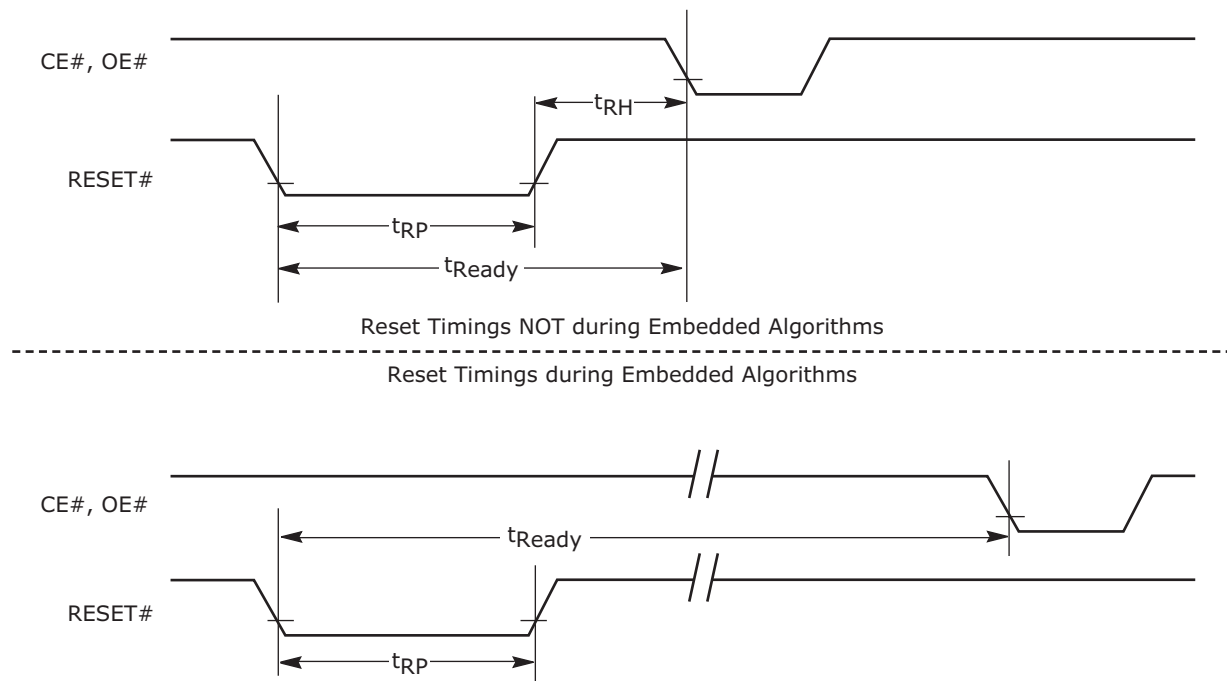 CE#, OE#
tRH
RESET#
tRP
tReady
Reset Timings NOT during Embedded Algorithms
Reset Timings during Embedded Algorithms
CE#, OE#
tReady
RESET#
tRP